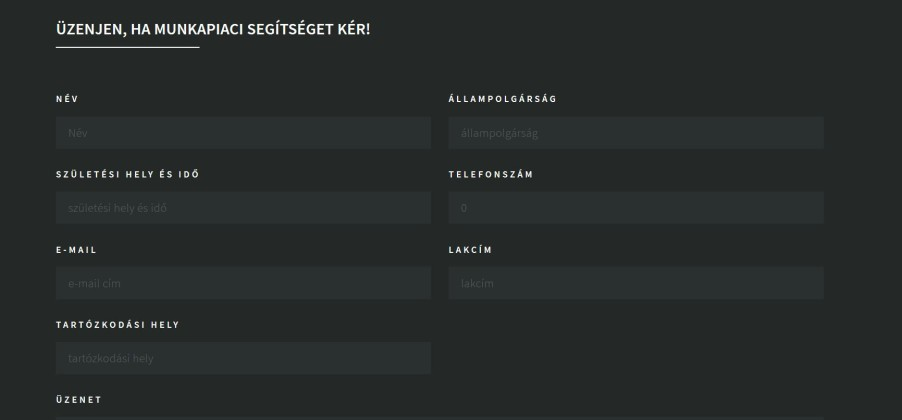 ÜZENJEN, HA MUNKAPIACI SEGÍTSÉGET KÉR!
NÉV
ÁLLAMPOLGÁRSÁG
Név
állampolgárság
SZÜLETÉSI HELY ÉS IDŐ
TELEFONSZÁM
születési hely és idő
0
E-MAIL
LAKCÍM
e-mail cím
lakcím
TARTÓZKODÁSI HELY
tartózkodási hely
ÜZENET